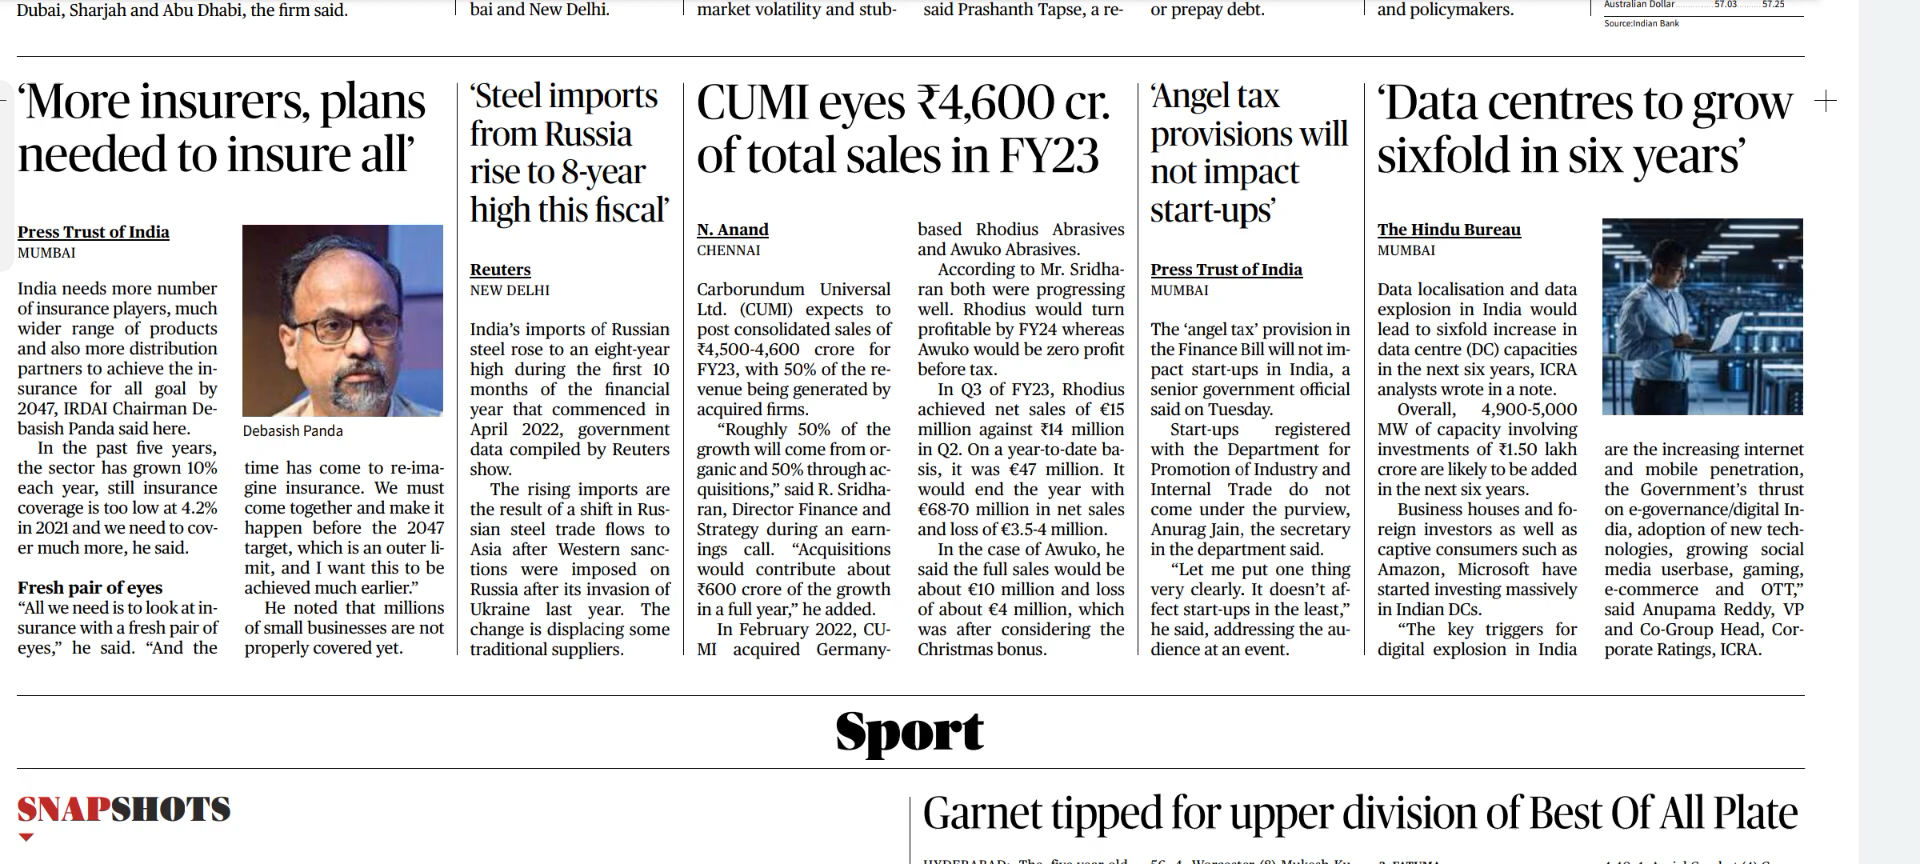 Dubai, Sharjah and Abu Dhabi, the firm said.
bai and New Delhi.
market volatility and stub-
said Prashanth Tapse, a re-
or prepay debt.
and policymakers.
Australian Dollar 57.03 57.25
Source:Indian Bank
‘More insurers, plans
needed to insure all’
Press Trust of India
MUMBAI
India needs more number
of insurance players, much
wider range of products
and also more distribution
partners to achieve the in-
surance for all goal by
2047, IRDAI Chairman De-
basish Panda said here.
In the past five years,
the sector has grown 10%
each year, still insurance
coverage is too low at 4.2%
in 2021 and we need to cov-
er much more, he said.
Fresh pair of eyes
“All we need is to look at in-
surance with a fresh pair of
eyes,” he said. “And the
Debasish Panda
time has come to re-ima-
gine insurance. We must
come together and make it
happen before the 2047
target, which is an outer li-
mit, and I want this to be
achieved much earlier.”
He noted that millions
of small businesses are not
properly covered yet.
‘Steel imports
from Russia
rise to 8-year
high this fiscal’
Reuters
NEW DELHI
India’s imports of Russian
steel rose to an eight-year
high during the first 10
months of the financial
year that commenced in
April 2022, government
data compiled by Reuters
show.
The rising imports are
the result of a shift in Rus-
sian steel trade flows to
Asia after Western sanc-
tions were imposed on
Russia after its invasion of
Ukraine last year. The
change is displacing some
traditional suppliers.
CUMI eyes ₹4,600 cr.
of total sales in FY23
N. Anand
CHENNAI
Carborundum Universal
Ltd. (CUMI) expects to
post consolidated sales of
₹4,500-4,600 crore for
FY23, with 50% of the re-
venue being generated by
acquired firms.
“Roughly 50% of the
growth will come from or-
ganic and 50% through ac-
quisitions,” said R. Sridha-
ran, Director Finance and
Strategy during an earn-
ings call. “Acquisitions
would contribute about
₹600 crore of the growth
in a full year,” he added.
In February 2022, CU-
MI acquired Germany-
based Rhodius Abrasives
and Awuko Abrasives.
According to Mr. Sridha-
ran both were progressing
well. Rhodius would turn
profitable by FY24 whereas
Awuko would be zero profit
before tax.
In Q3 of FY23, Rhodius
achieved net sales of €15
million against ₹14 million
in Q2. On a year-to-date ba-
sis, it was €47 million. It
would end the year with
€68-70 million in net sales
and loss of €3.5-4 million.
In the case of Awuko, he
said the full sales would be
about €10 million and loss
of about €4 million, which
was after considering the
Christmas bonus.
‘Angel tax
provisions will
not impact
start-ups’
Press Trust of India
MUMBAI
The ‘angel tax’ provision in
the Finance Bill will not im-
pact start-ups in India, a
senior government official
said on Tuesday.
Start-ups registered
with the Department for
Promotion of Industry and
Internal Trade do not
come under the purview,
Anurag Jain, the secretary
in the department said.
“Let me put one thing
very clearly. It doesn’t af-
fect start-ups in the least,”
he said, addressing the au-
dience at an event.
‘Data centres to grow
sixfold in six years’
The Hindu Bureau
MUMBAI
Data localisation and data
explosion in India would
lead to sixfold increase in
data centre (DC) capacities
in the next six years, ICRA
analysts wrote in a note.
Overall, 4,900-5,000
MW of capacity involving
investments of ₹1.50 lakh
crore are likely to be added
in the next six years.
Business houses and fo-
reign investors as well as
captive consumers such as
Amazon, Microsoft have
started investing massively
in Indian DCs.
“The key triggers for
digital explosion in India
are the increasing internet
and mobile penetration,
the Government’s thrust
on e-governance/digital In-
dia, adoption of new tech-
nologies, growing social
media userbase, gaming,
e-commerce and OTT,”
said Anupama Reddy, VP
and Co-Group Head, Cor-
porate Ratings, ICRA.
Sport
SNAPSHOTS
Garnet tipped for upper division of Best Of All Plate